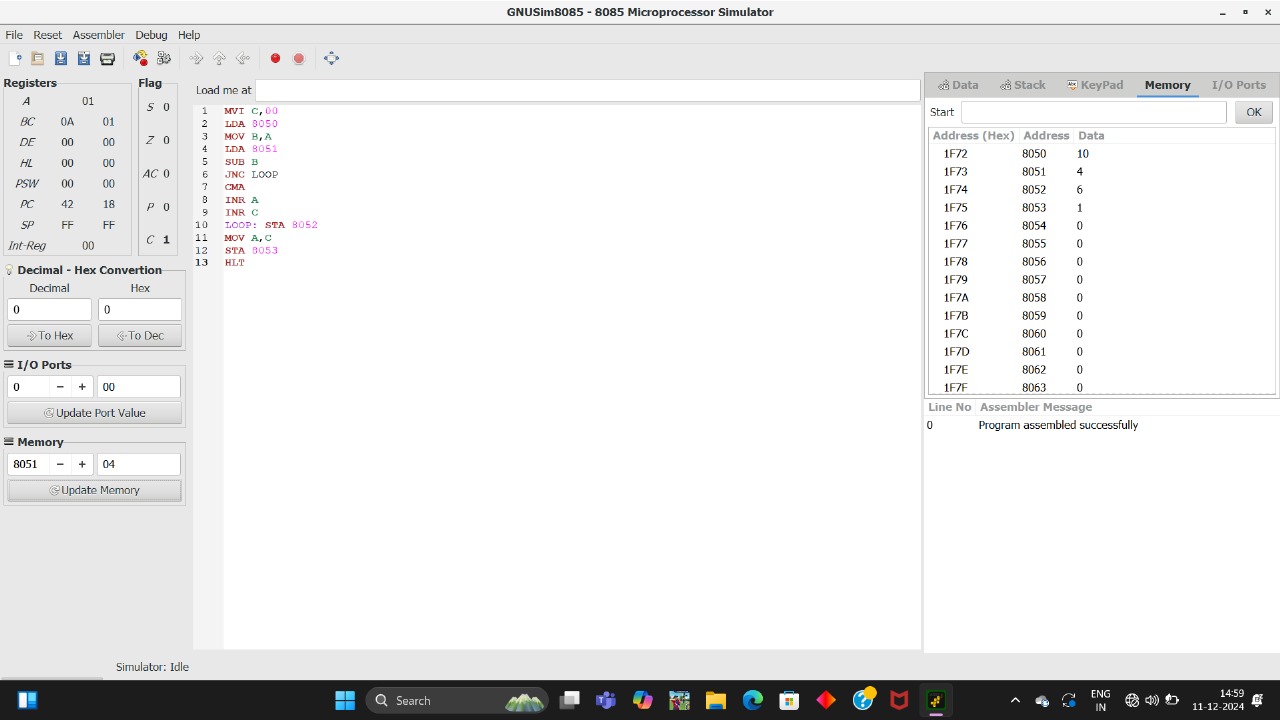 GNUSim8085 - 8085 Microprocessor Simulator
File Reset Assembler Debug Help
Registers
A 01
BC 0A 01
DE 00 00
HL 00 00
PSW 00 00
PC 42 18
SP FF FF
Int-Reg 00
Flag
S 0
Z 0
AC 0
P 0
C 1
Decimal - Hex Convertion
Decimal Hex
0 0
To Hex To Dec
I/O Ports
0 − + 00
Update Port Value
Memory
8051 − + 04
Update Memory
Load me at
1 MVI C,00
2 LDA 8050
3 MOV B,A
4 LDA 8051
5 SUB B
6 JNC LOOP
7 CMA
8 INR A
9 INR C
10 LOOP: STA 8052
11 MOV A,C
12 STA 8053
13 HLT
Data Stack KeyPad Memory I/O Ports
Start OK
Address (Hex) Address Data
1F72 8050 10
1F73 8051 4
1F74 8052 6
1F75 8053 1
1F76 8054 0
1F77 8055 0
1F78 8056 0
1F79 8057 0
1F7A 8058 0
1F7B 8059 0
1F7C 8060 0
1F7D 8061 0
1F7E 8062 0
1F7F 8063 0
Line No Assembler Message
0 Program assembled successfully
Simulator: Idle
Search
ENG
IN
14:59
11-12-2024